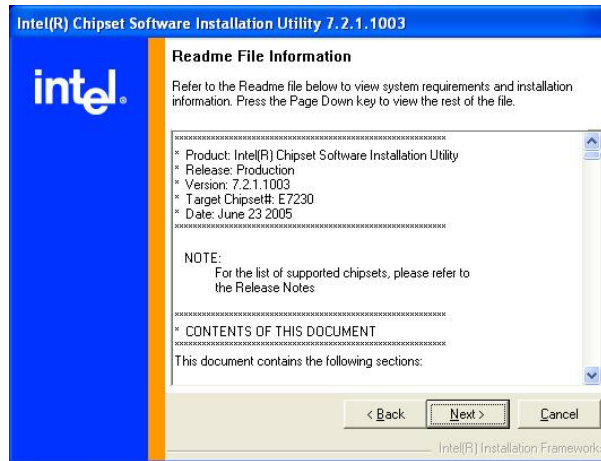 Intel(R) Chipset Software Installation Utility 7.2.1.1003
intel®
Readme File Information
Refer to the Readme file below to view system requirements and installation
information. Press the Page Down key to view the rest of the file.
************************************************************
* Product: Intel(R) Chipset Software Installation Utility
* Release: Production
* Version: 7.2.1.1003
* Target Chipset#: E7230
* Date: June 23 2005
************************************************************
NOTE:
For the list of supported chipsets, please refer to
the Release Notes
************************************************************
* CONTENTS OF THIS DOCUMENT
************************************************************
This document contains the following sections:
< Back
Next >
Cancel
Intel(R) Installation Framework